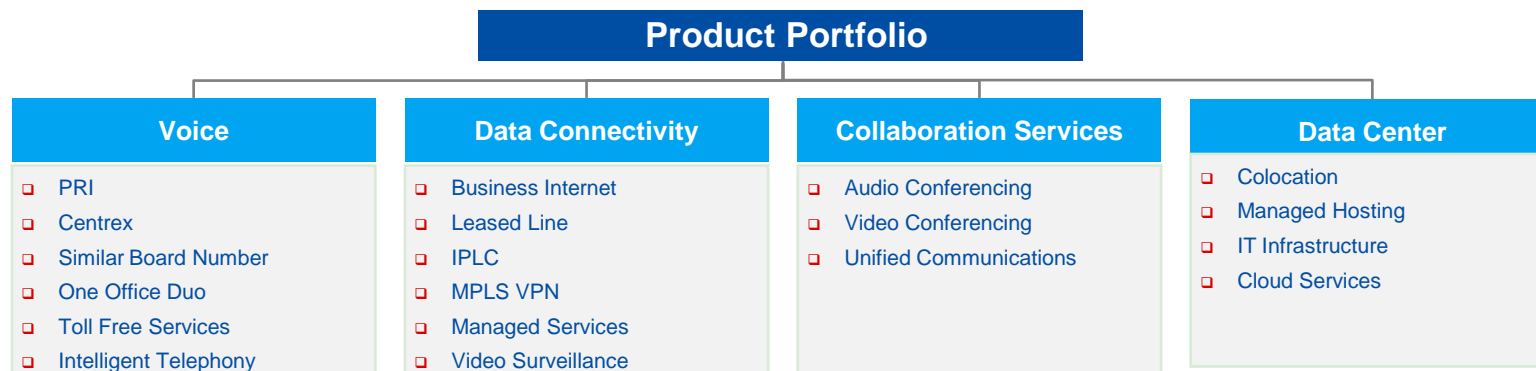 Product Portfolio
Voice
PRI
Centrex
Similar Board Number
One Office Duo
Toll Free Services
Intelligent Telephony
Data Connectivity
Business Internet
Leased Line
IPLC
MPLS VPN
Managed Services
Video Surveillance
Collaboration Services
Audio Conferencing
Video Conferencing
Unified Communications
Data Center
Colocation
Managed Hosting
IT Infrastructure
Cloud Services